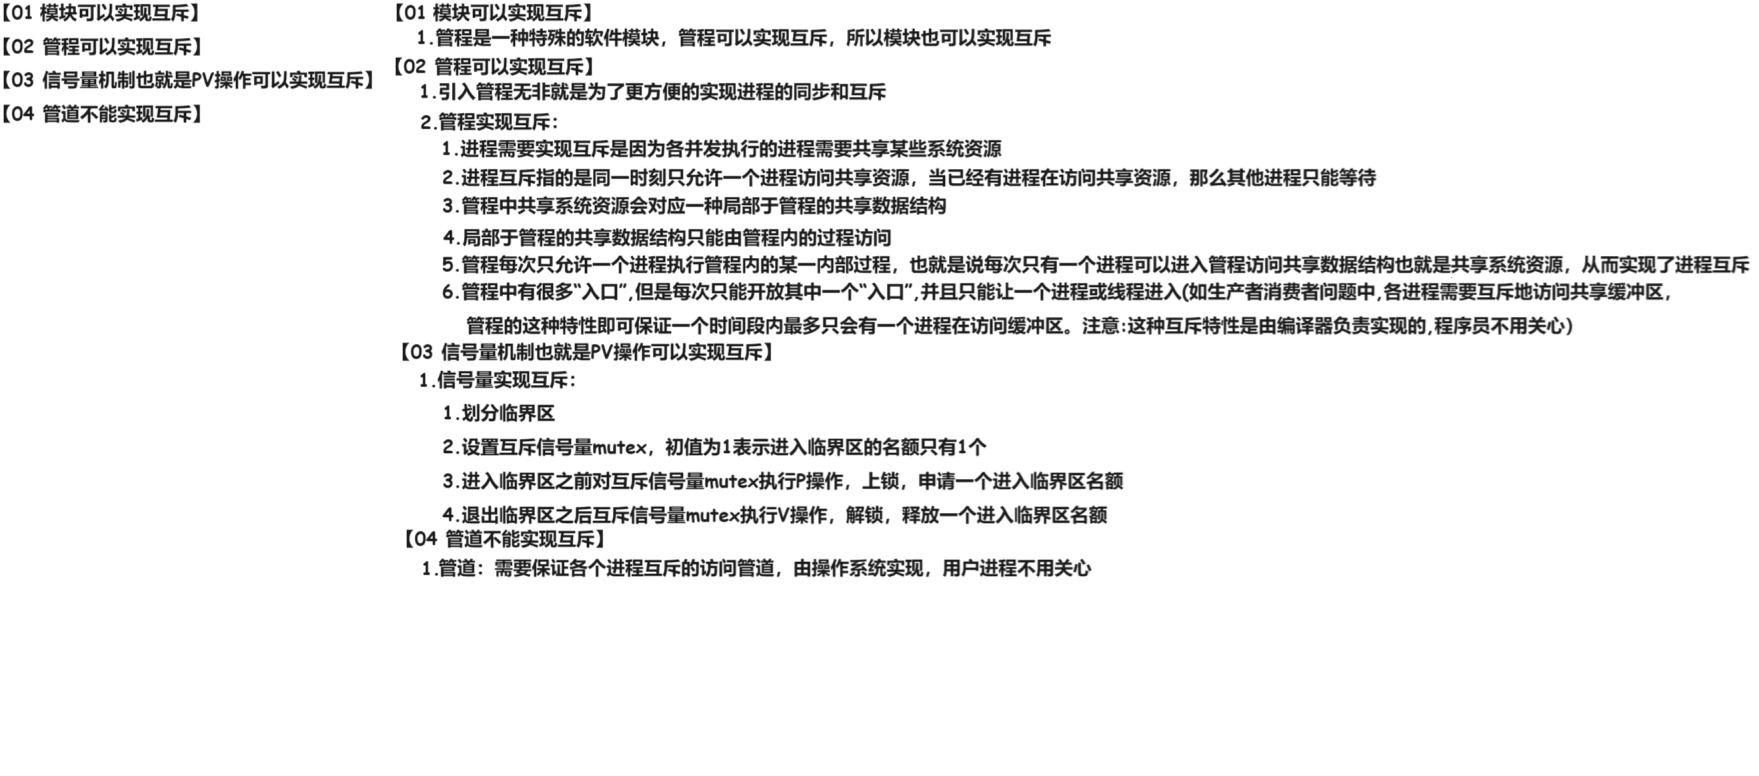 【01 模块可以实现互斥】
【02 管程可以实现互斥】
【03 信号量机制也就是PV操作可以实现互斥】
【04 管道不能实现互斥】
【01 模块可以实现互斥】
1.管程是一种特殊的软件模块，管程可以实现互斥，所以模块也可以实现互斥
【02 管程可以实现互斥】
1.引入管程无非就是为了更方便的实现进程的同步和互斥
2.管程实现互斥：
1.进程需要实现互斥是因为各并发执行的进程需要共享某些系统资源
2.进程互斥指的是同一时刻只允许一个进程访问共享资源，当已经有进程在访问共享资源，那么其他进程只能等待
3.管程中共享系统资源会对应一种局部于管程的共享数据结构
4.局部于管程的共享数据结构只能由管程内的过程访问
5.管程每次只允许一个进程执行管程内的某一内部过程，也就是说每次只有一个进程可以进入管程访问共享数据结构也就是共享系统资源，从而实现了进程互斥
6.管程中有很多“入口”,但是每次只能开放其中一个“入口”,并且只能让一个进程或线程进入(如生产者消费者问题中,各进程需要互斥地访问共享缓冲区，
管程的这种特性即可保证一个时间段内最多只会有一个进程在访问缓冲区。注意:这种互斥特性是由编译器负责实现的,程序员不用关心)
【03 信号量机制也就是PV操作可以实现互斥】
1.信号量实现互斥：
1.划分临界区
2.设置互斥信号量mutex，初值为1表示进入临界区的名额只有1个
3.进入临界区之前对互斥信号量mutex执行P操作，上锁，申请一个进入临界区名额
4.退出临界区之后互斥信号量mutex执行V操作，解锁，释放一个进入临界区名额
【04 管道不能实现互斥】
1.管道：需要保证各个进程互斥的访问管道，由操作系统实现，用户进程不用关心